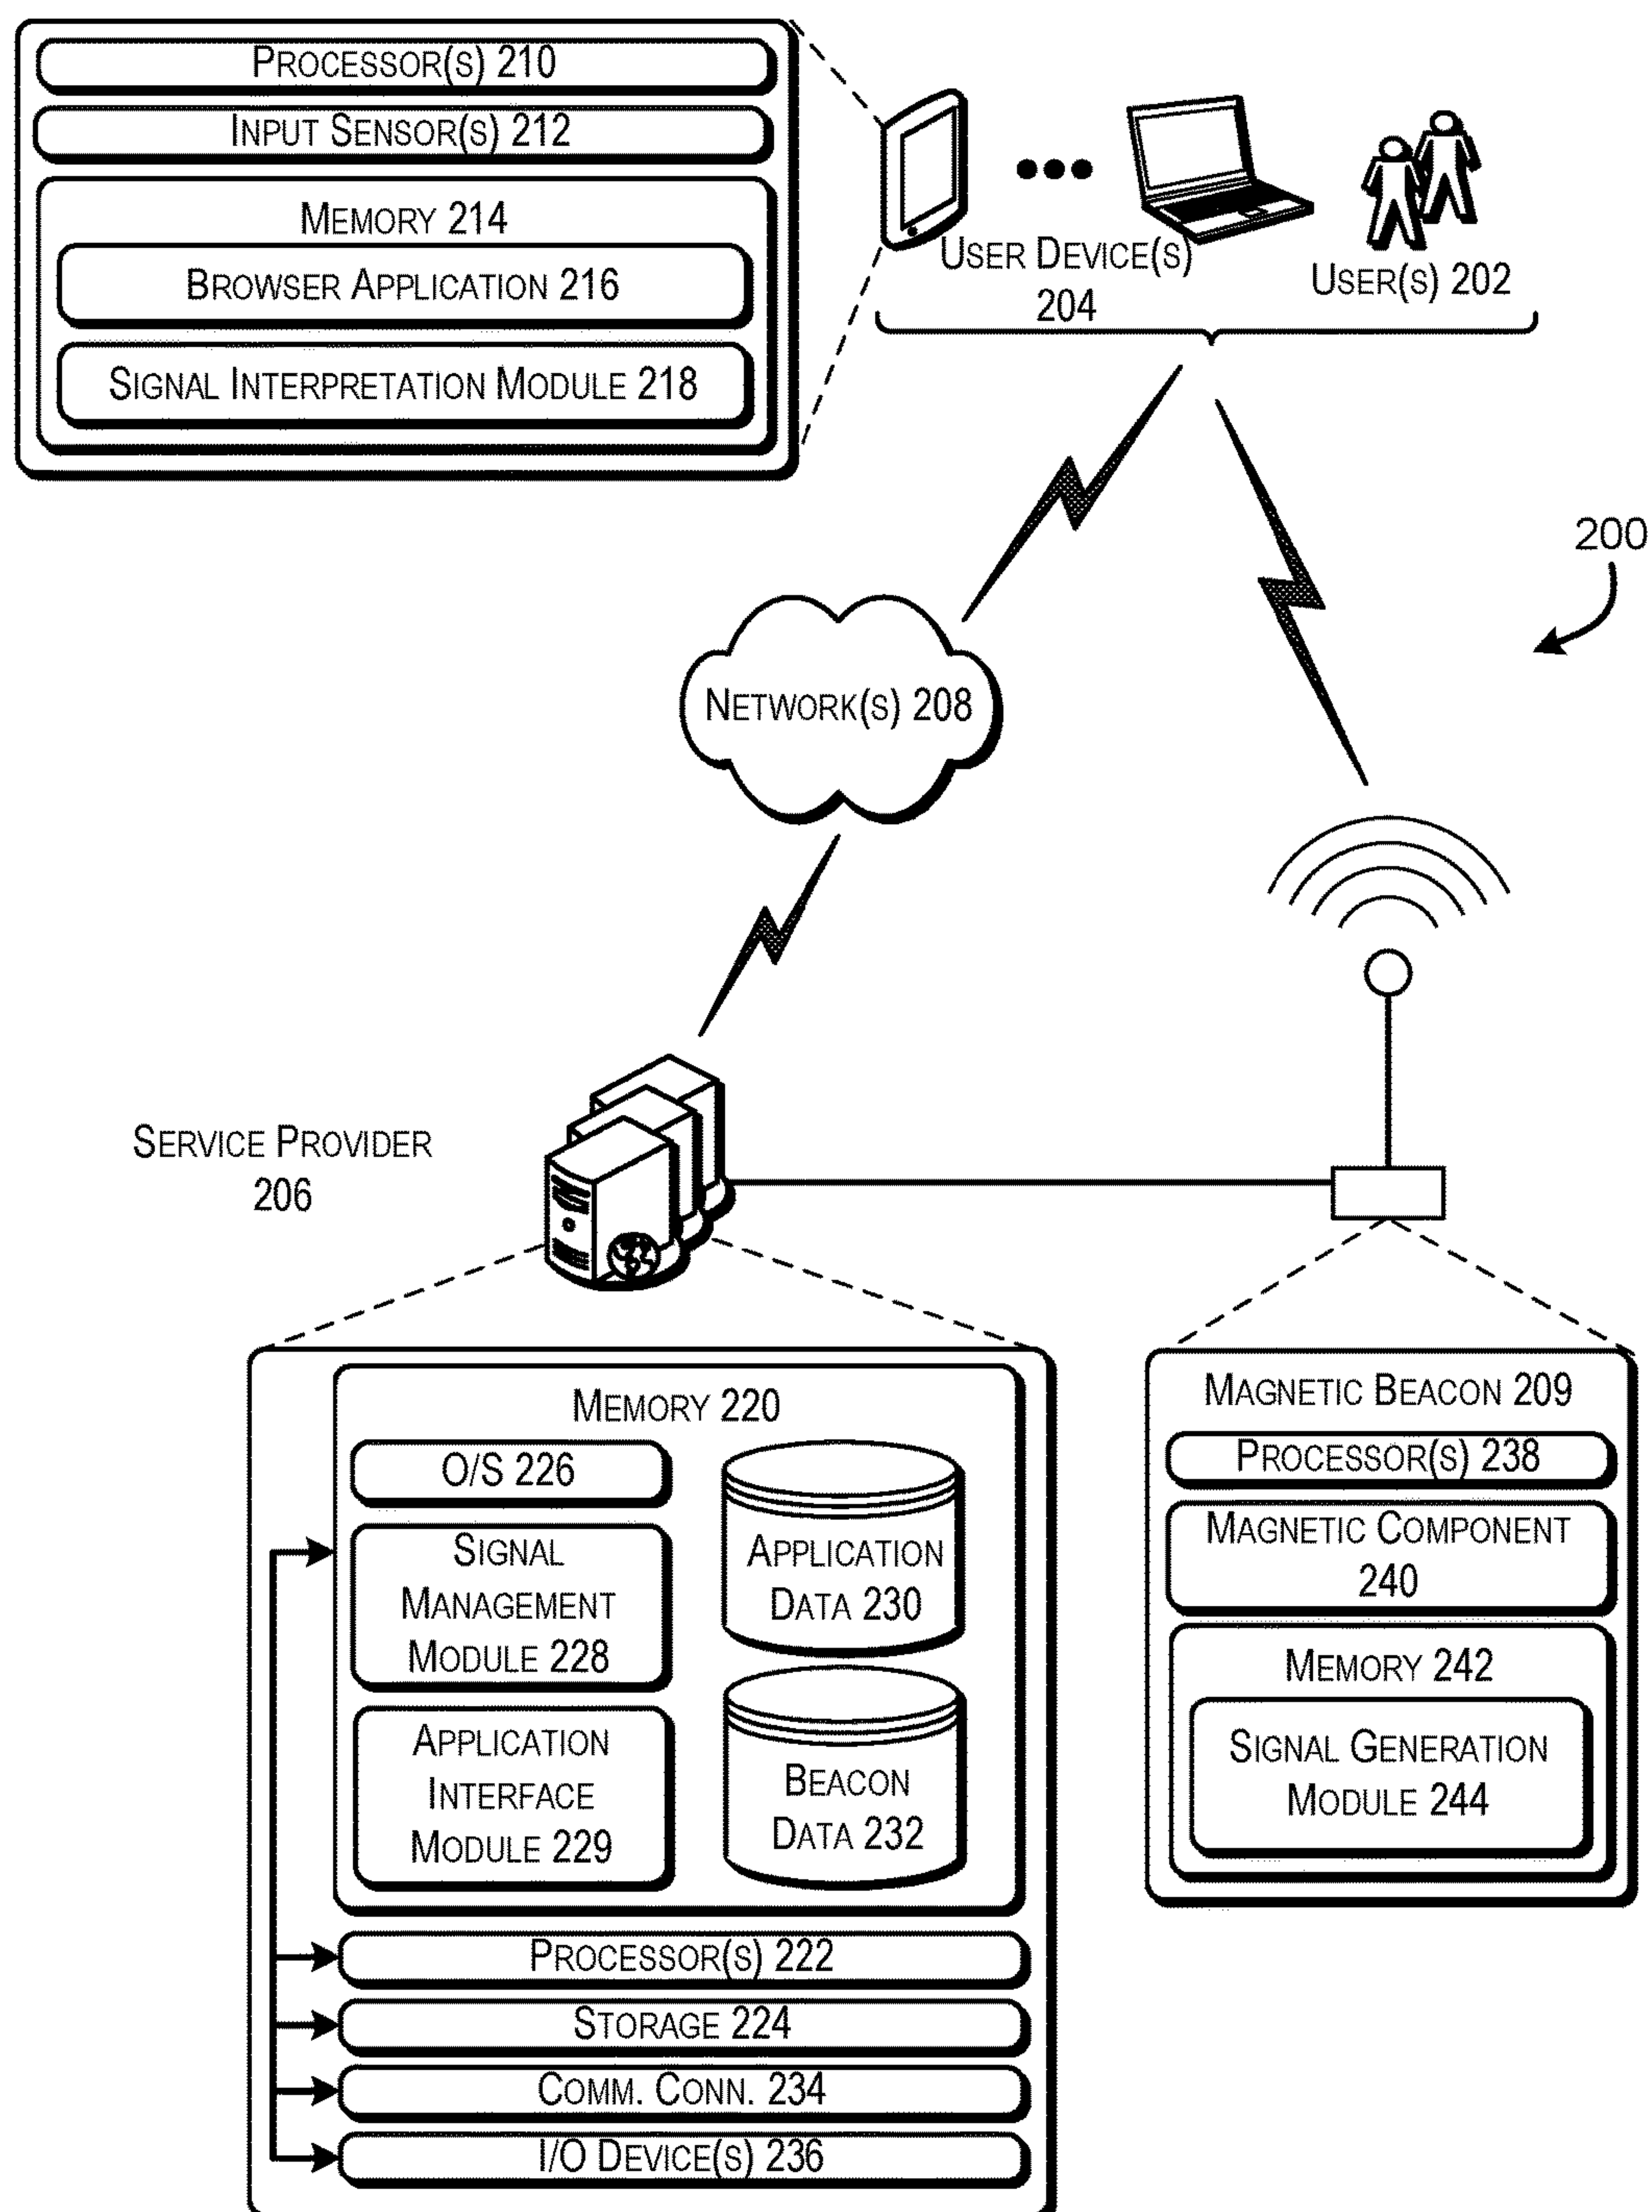 PROCESSOR(S) 210
INPUT SENSOR(S) 212
MEMORY 214
BROWSER APPLICATION 216
SIGNAL INTERPRETATION MODULE 218
USER DEVICE(S)
204
USER(S) 202
200
NETWORK(S) 208
SERVICE PROVIDER
206
MEMORY 220
O/S 226
SIGNAL
MANAGEMENT
MODULE 228
APPLICATION
INTERFACE
MODULE 229
APPLICATION
DATA 230
BEACON
DATA 232
PROCESSOR(S) 222
STORAGE 224
COMM. CONN. 234
I/O DEVICE(S) 236
MAGNETIC BEACON 209
PROCESSOR(S) 238
MAGNETIC COMPONENT
240
MEMORY 242
SIGNAL GENERATION
MODULE 244